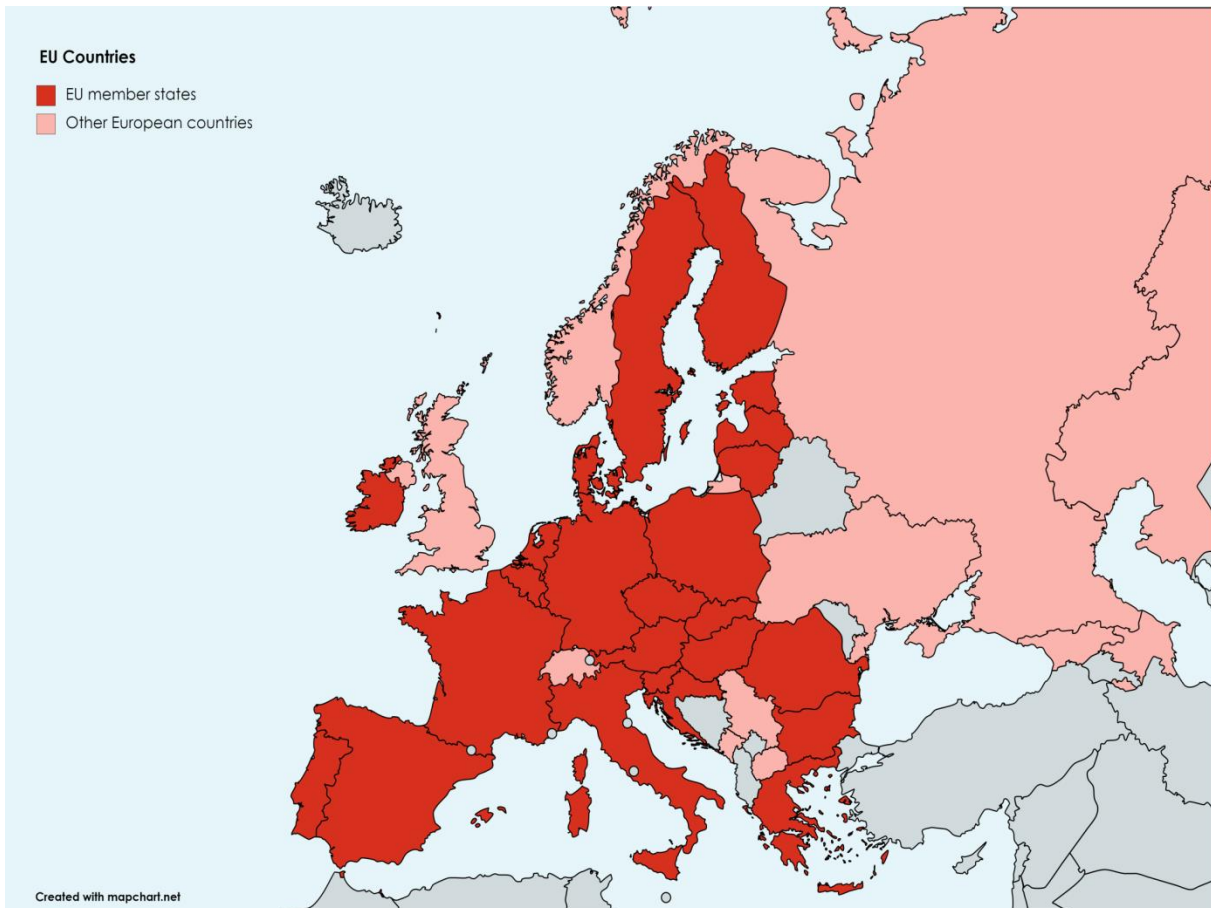 EU Countries
EU member states
Other European countries
Created with mapchart.net